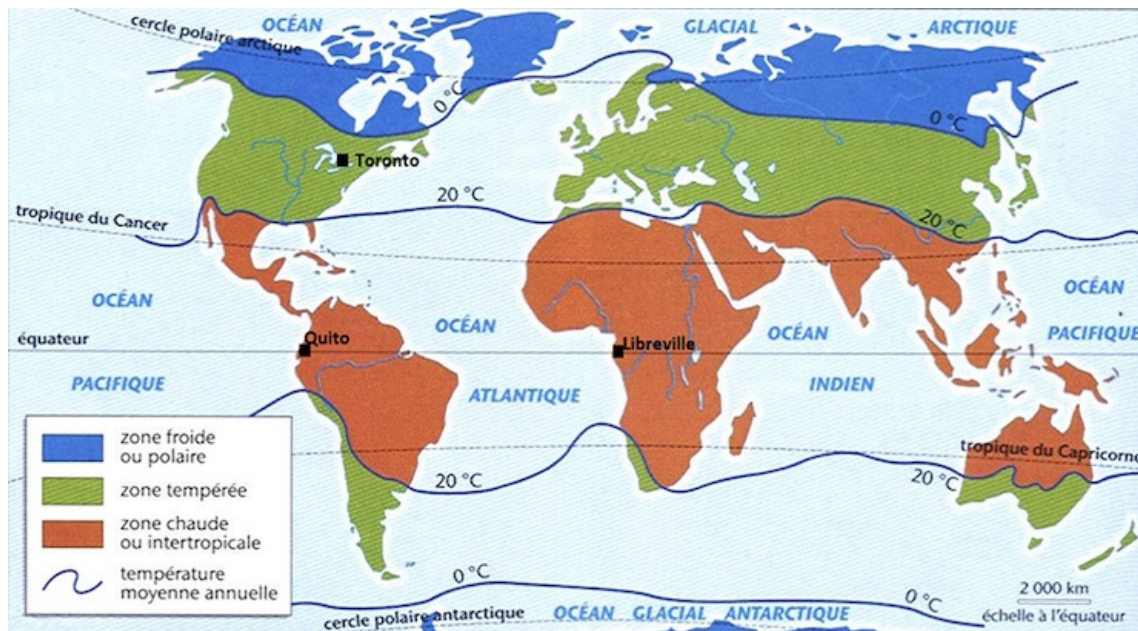 OCÉAN
GLACIAL
ARCTIQUE
cercle polaire arctique
0 °C
0 °C
Toronto
20 °C
tropique du Cancer
20 °C
OCÉAN
OCÉAN
OCÉAN
OCÉAN
équateur
Quito
Libreville
PACIFIQUE
PACIFIQUE
ATLANTIQUE
INDIEN
zone froide
ou polaire
zone tempérée
zone chaude
ou intertropicale
température
moyenne annuelle
tropique du Capricorne
20 °C
20 °C
0 °C
0 °C
2 000 km
échelle à l'équateur
cercle polaire antarctique
OCÉAN GLACIAL ANTARCTIQUE